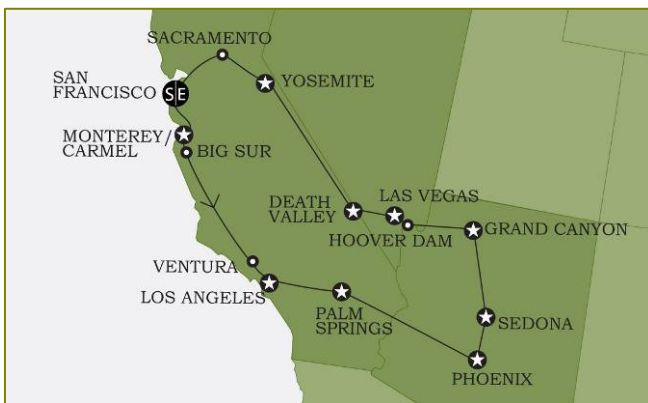 SACRAMENTO
SAN
FRANCISCO
S E
YOSEMITE
MONTEREY/
CARMEL
BIG SUR
DEATH
VALLEY
LAS VEGAS
HOOVER DAM
GRAND CANYON
VENTURA
LOS ANGELES
PALM
SPRINGS
SEDONA
PHOENIX